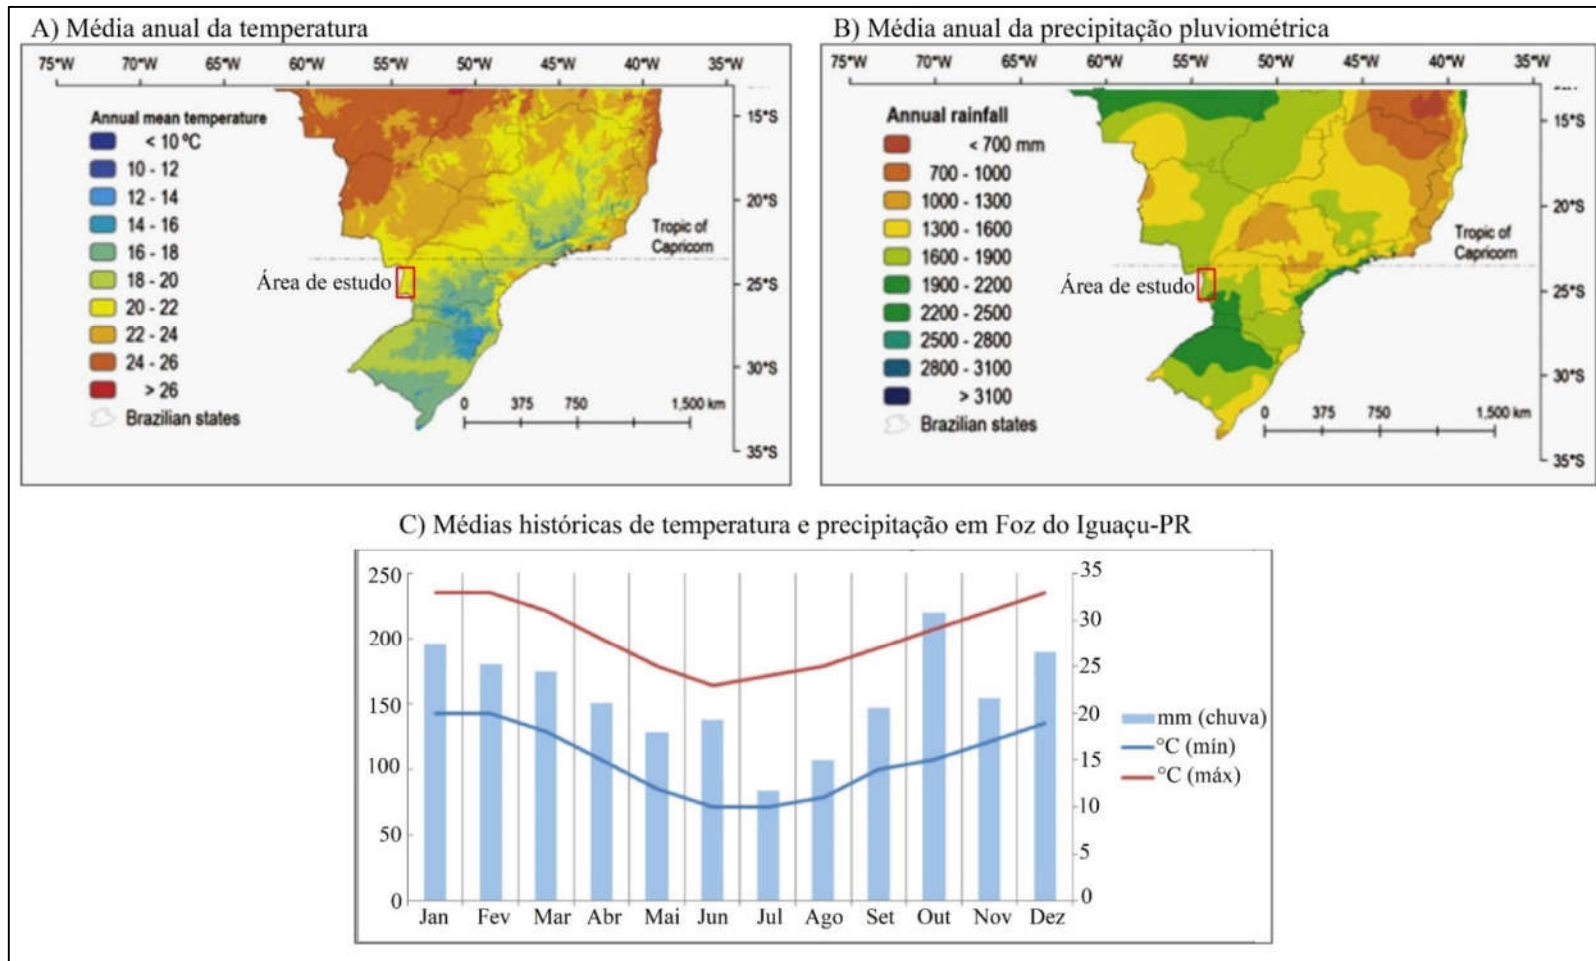 A) Média anual da temperatura
75°W 70°W 65°W 60°W 55°W 50°W 45°W 40°W 35°W
Annual mean temperature
< 10 ºC
10 - 12
12 - 14
14 - 16
16 - 18
18 - 20
20 - 22
22 - 24
24 - 26
> 26
Brazilian states
15°S
20°S
Tropic of
Capricorn
25°S
30°S
35°S
Área de estudo
0 375 750 1,500 km
B) Média anual da precipitação pluviométrica
75°W 70°W 65°W 60°W 55°W 50°W 45°W 40°W 35°W
Annual rainfall
< 700 mm
700 - 1000
1000 - 1300
1300 - 1600
1600 - 1900
1900 - 2200
2200 - 2500
2500 - 2800
2800 - 3100
> 3100
Brazilian states
15°S
20°S
Tropic of
Capricorn
25°S
30°S
35°S
Área de estudo
0 375 750 1,500 km
C) Médias históricas de temperatura e precipitação em Foz do Iguaçu-PR
250
200
150
100
50
0
35
30
25
20
15
10
5
0
Jan Fev Mar Abr Mai Jun Jul Ago Set Out Nov Dez
mm (chuva)
°C (mín)
°C (máx)